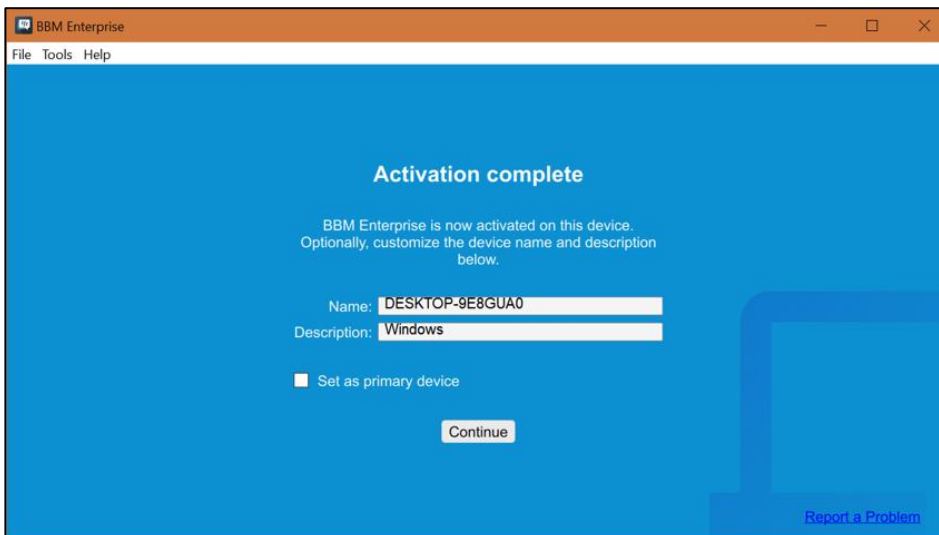 BBM Enterprise
File Tools Help
Activation complete
BBM Enterprise is now activated on this device.
Optionally, customize the device name and description
below.
Name: DESKTOP-9E8GUA0
Description: Windows
Set as primary device
Continue
Report a Problem